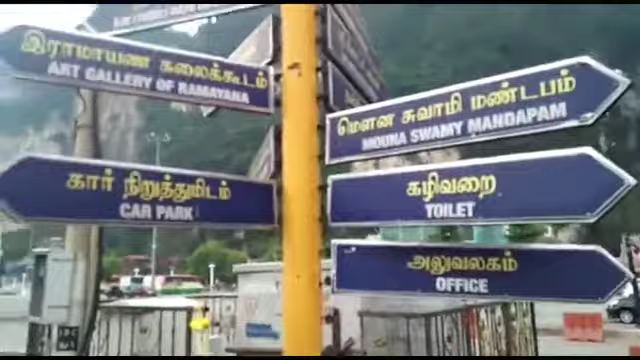 ஸ்ரீராமாயண கலைக்கூடம்
ART GALLERY OF RAMAYANA
கார் நிறுத்துமிடம்
CAR PARK
மௌன சுவாமி மண்டபம்
MOUNA SWAMY MANDAPAM
கழிவறை
TOILET
அலுவலகம்
OFFICE